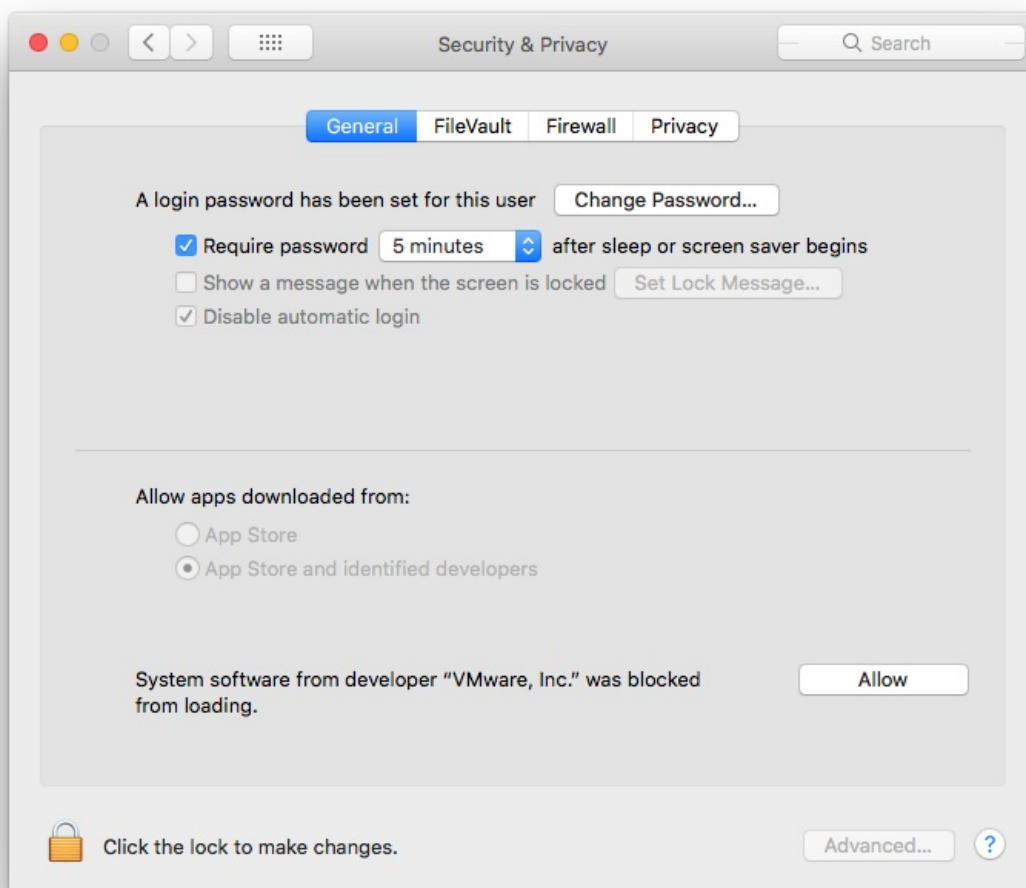 Security & Privacy
Search
General FileVault Firewall Privacy
A login password has been set for this user Change Password...
Require password 5 minutes after sleep or screen saver begins
Show a message when the screen is locked Set Lock Message...
Disable automatic login
Allow apps downloaded from:
App Store
App Store and identified developers
System software from developer “VMware, Inc.” was blocked
from loading.
Allow
Click the lock to make changes.
Advanced...
?